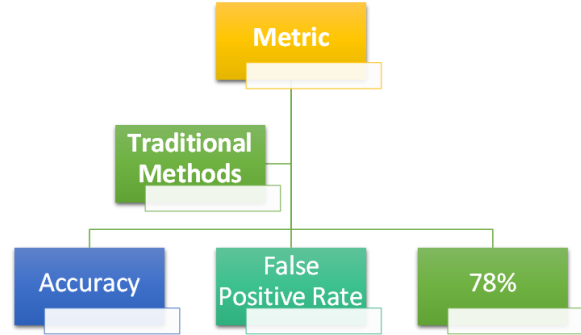 Metric
Traditional
Methods
Accuracy
False
Positive Rate
78%